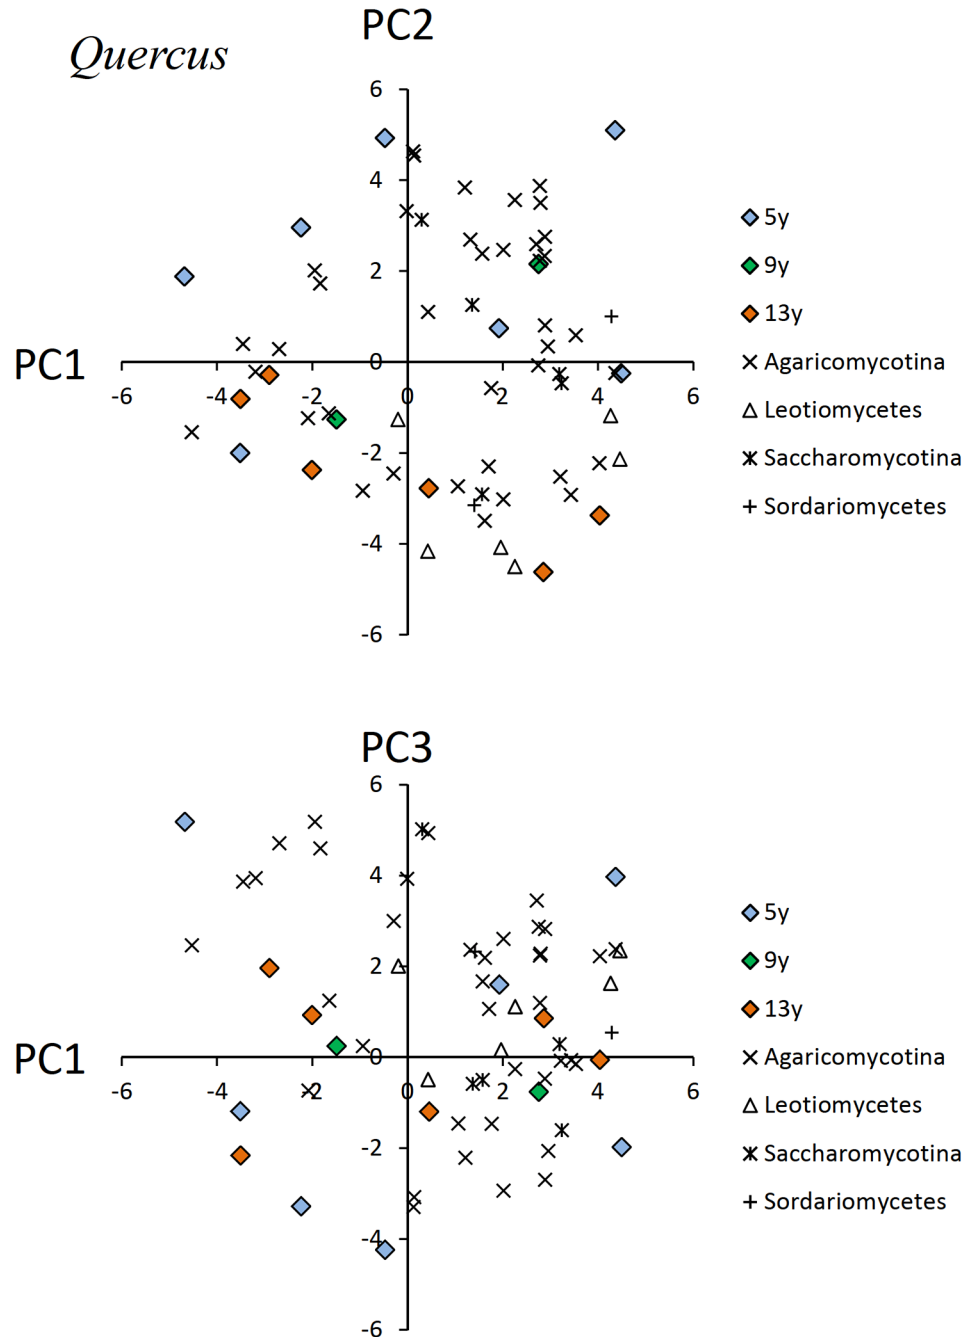 PC2
Quercus
6
4
2
0
-2
-4
-6
PC1
-6
-4
-2
0
2
4
6
5y
9y
13y
Agaricomycotina
Leotiomycetes
Saccharomycotina
Sordariomycetes
PC3
6
4
2
0
-2
-4
-6
PC1
-6
-4
-2
0
2
4
6
5y
9y
13y
Agaricomycotina
Leotiomycetes
Saccharomycotina
Sordariomycetes